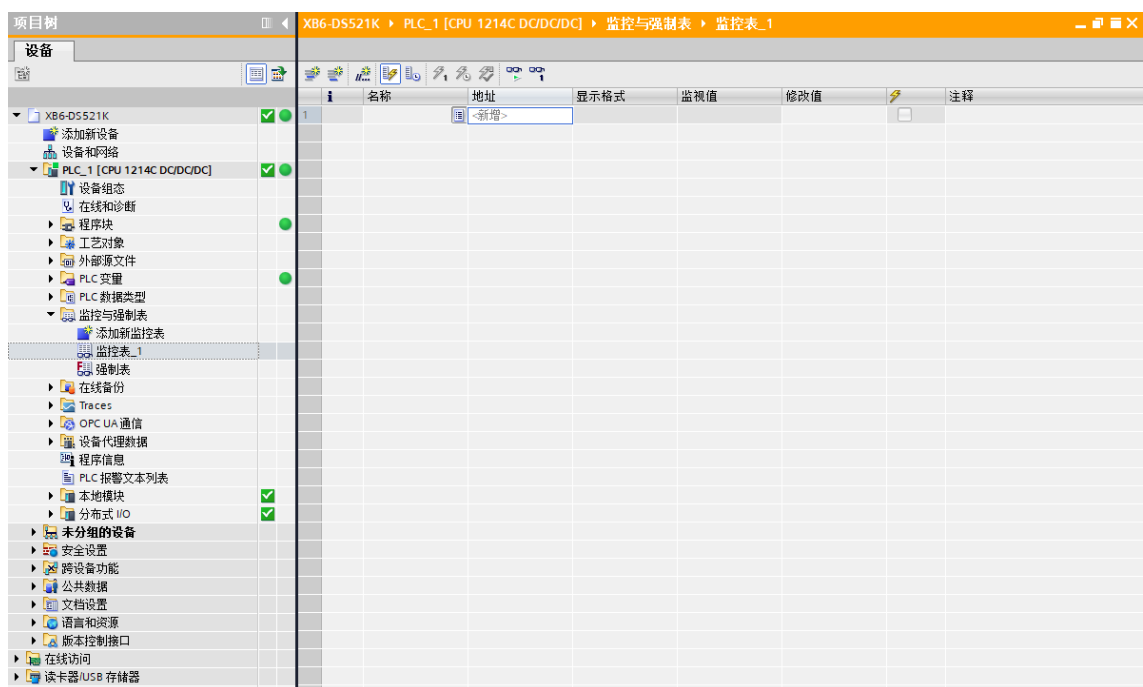 项目树
XB6-DS521K ▸ PLC_1 [CPU 1214C DC/DC/DC] ▸ 监控与强制表 ▸ 监控表_1
设备
i 名称 地址 显示格式 监视值 修改值 注释
1 <新增>
XB6-DS521K
添加新设备
设备和网络
PLC_1 [CPU 1214C DC/DC/DC]
设备组态
在线和诊断
程序块
工艺对象
外部源文件
PLC 变量
PLC 数据类型
监控与强制表
添加新监控表
监控表_1
强制表
在线备份
Traces
OPC UA 通信
设备代理数据
程序信息
PLC 报警文本列表
本地模块
分布式 I/O
未分组的设备
安全设置
跨设备功能
公共数据
文档设置
语言和资源
版本控制接口
在线访问
读卡器/USB 存储器